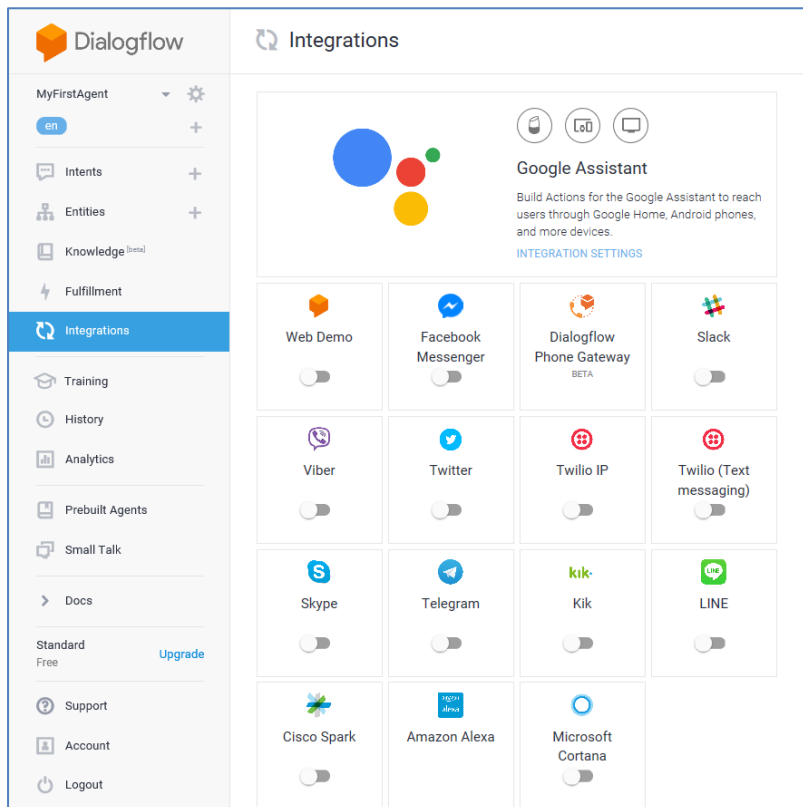 Dialogflow
Integrations
MyFirstAgent
en
Intents
Entities
Knowledge [beta]
Fulfillment
Integrations
Training
History
Analytics
Prebuilt Agents
Small Talk
Docs
Standard
Free
Upgrade
Support
Account
Logout
Google Assistant
Build Actions for the Google Assistant to reach
users through Google Home, Android phones,
and more devices.
INTEGRATION SETTINGS
Web Demo
Facebook
Messenger
Dialogflow
Phone Gateway
BETA
Slack
Viber
Twitter
Twilio IP
Twilio (Text
messaging)
Skype
Telegram
kik
Kik
LINE
LINE
Cisco Spark
amazon
alexa
Amazon Alexa
Microsoft
Cortana